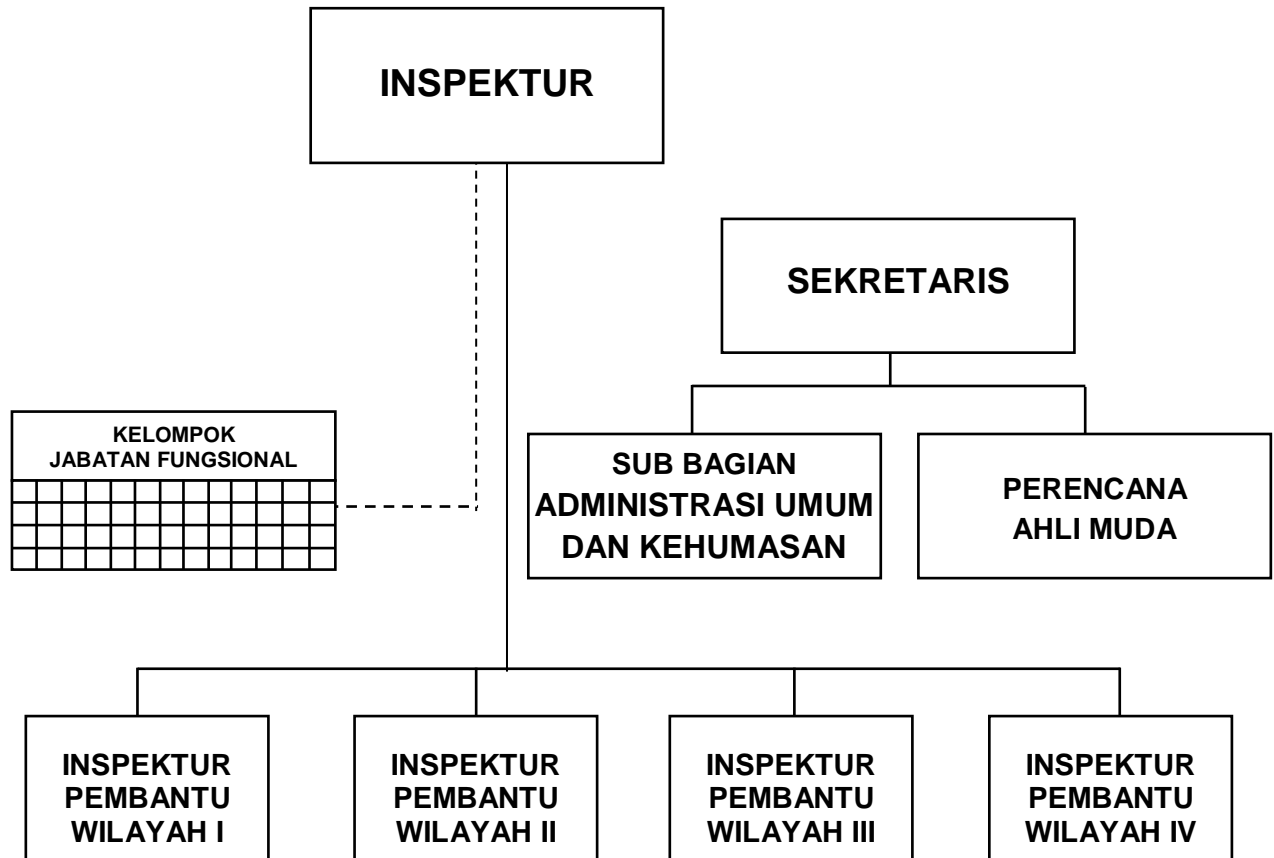 INSPEKTUR
SEKRETARIS
KELOMPOK
JABATAN FUNGSIONAL
SUB BAGIAN
ADMINISTRASI UMUM
DAN KEHUMASAN
PERENCANA
AHLI MUDA
INSPEKTUR
PEMBANTU
WILAYAH I
INSPEKTUR
PEMBANTU
WILAYAH II
INSPEKTUR
PEMBANTU
WILAYAH III
INSPEKTUR
PEMBANTU
WILAYAH IV